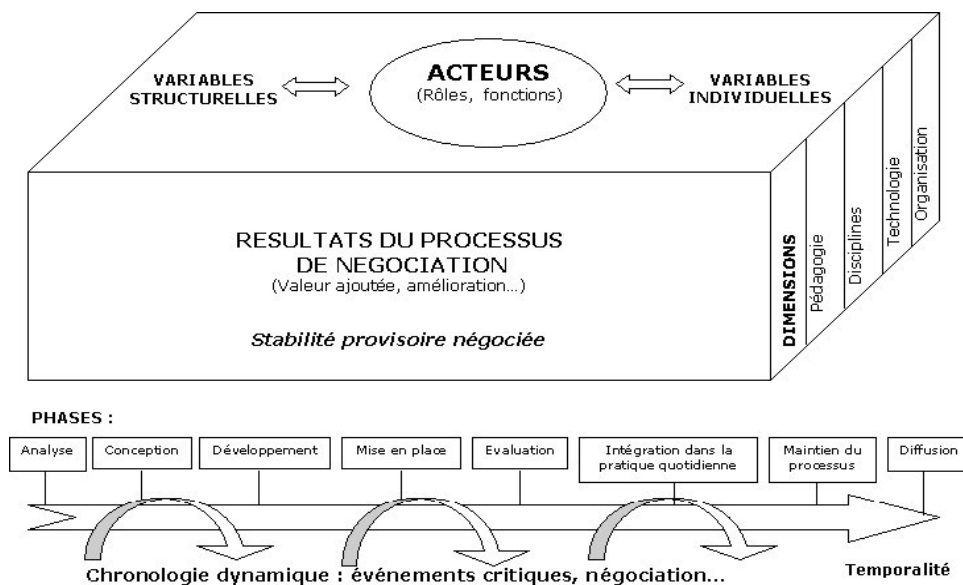 VARIABLES
STRUCTURELLES
ACTEURS
(Rôles, fonctions)
VARIABLES
INDIVIDUELLES
RESULTATS DU PROCESSUS
DE NEGOCIATION
(Valeur ajoutée, amélioration...)
Stabilité provisoire négociée
DIMENSIONS
Pédagogie
Disciplines
Technologie
Organisation
PHASES :
Analyse
Conception
Développement
Mise en place
Evaluation
Intégration dans la
pratique quotidienne
Maintien du
processus
Diffusion
Chronologie dynamique : événements critiques, négociation...
Temporalité